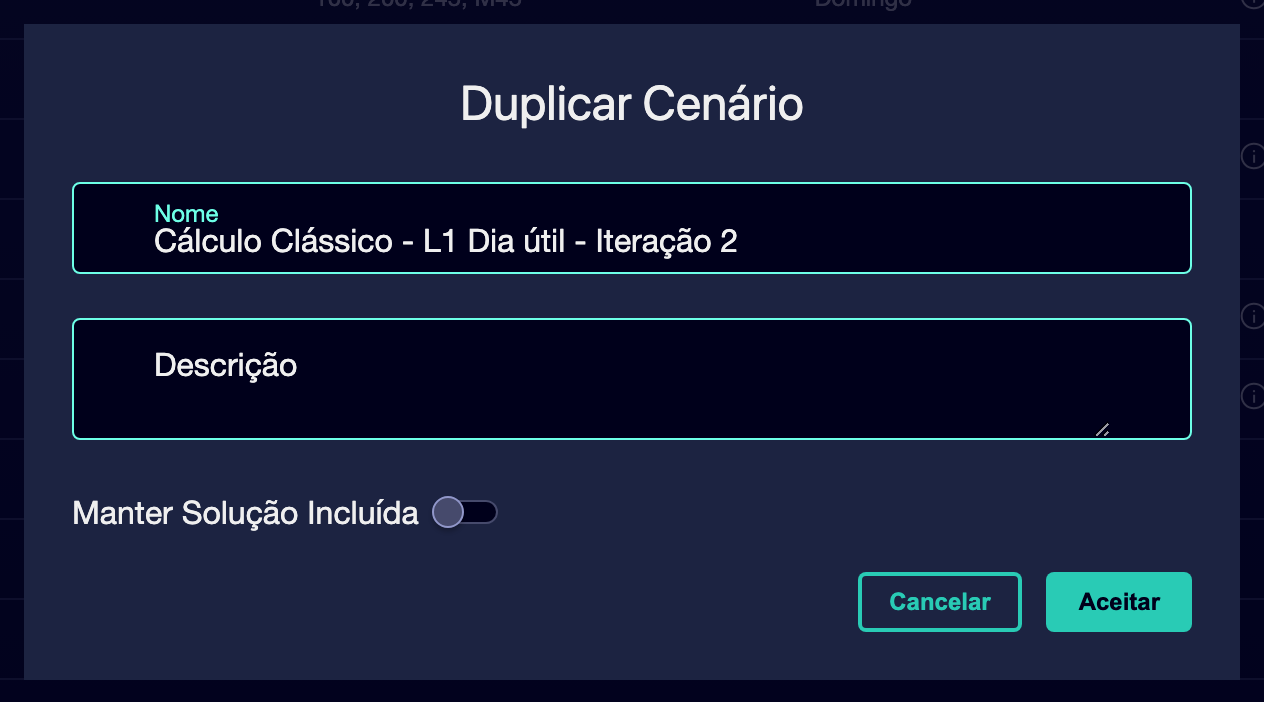 Duplicar Cenário
Nome
Cálculo Clássico - L1 Dia útil - Iteração 2
Descrição
Manter Solução Incluída
Cancelar
Aceitar